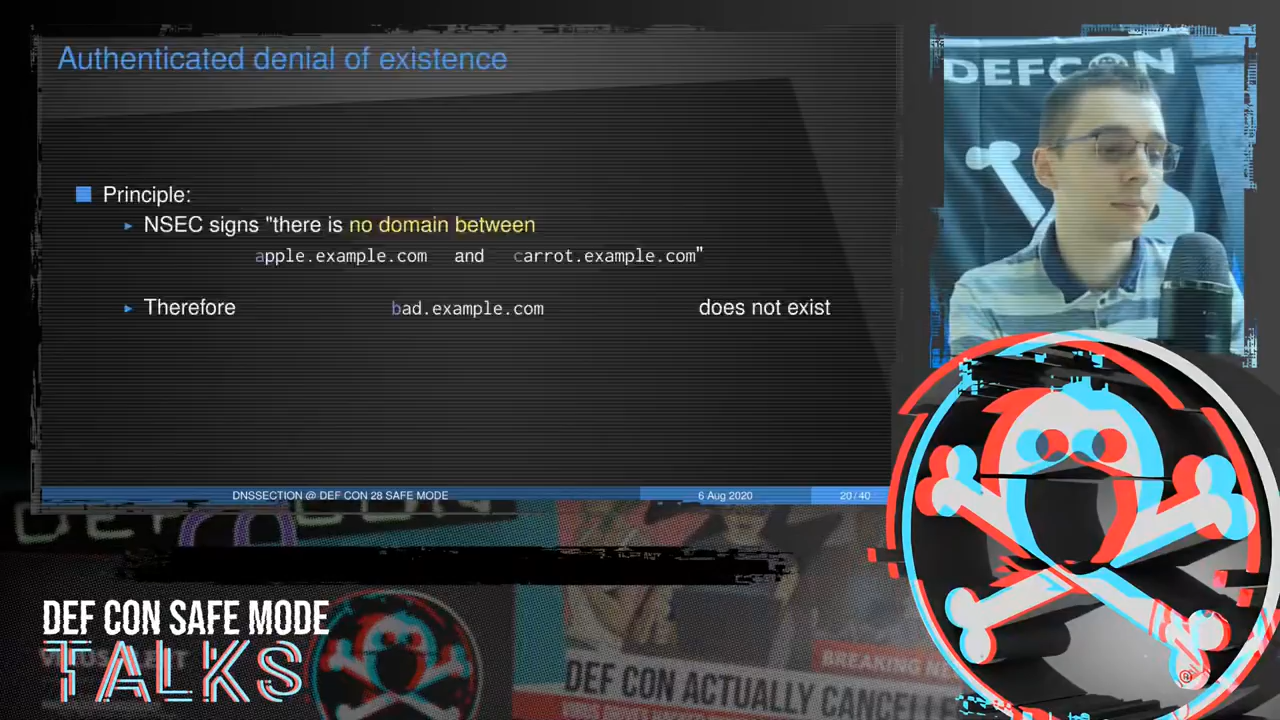 Authenticated denial of existence
DEFCON
Principle:
NSEC signs "there is no domain between
apple.example.com and carrot.example.com"
Therefore bad.example.com does not exist
DNSSECTION @ DEF CON 28 SAFE MODE
6 Aug 2020
20 / 40
DEF CON
DEF CON SAFE MODE
TALKS
BREAKING NE
DEF CON ACTUALLY CANCELLE
®